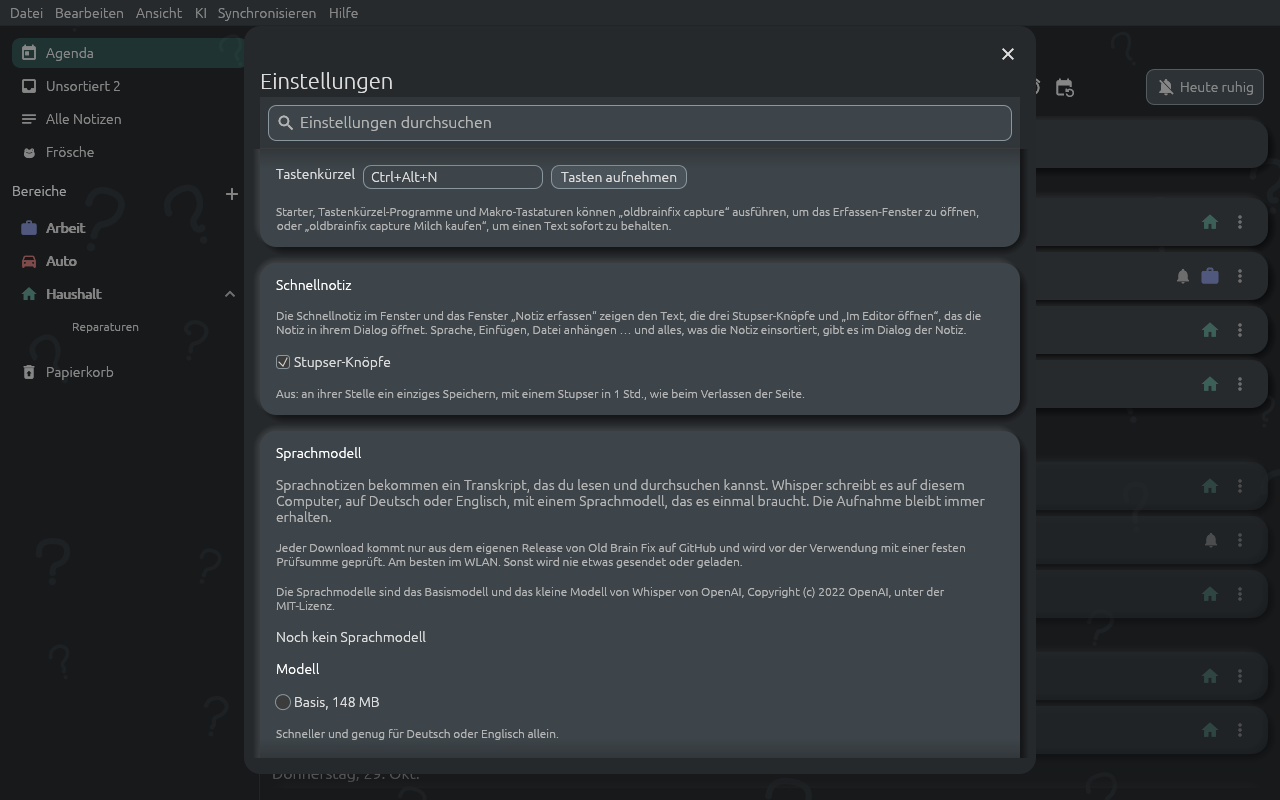 Datei Bearbeiten Ansicht KI Synchronisieren Hilfe
Agenda
Unsortiert 2
Alle Notizen
Frösche
Bereiche
Arbeit
Auto
Haushalt
Reparaturen
Papierkorb
Heute ruhig
Einstellungen
Einstellungen durchsuchen
Tastenkürzel Ctrl+Alt+N Tasten aufnehmen
Starter, Tastenkürzel-Programme und Makro-Tastaturen können „oldbrainfix capture“ ausführen, um das Erfassen-Fenster zu öffnen,
oder „oldbrainfix capture Milch kaufen“, um einen Text sofort zu behalten.
Schnellnotiz
Die Schnellnotiz im Fenster und das Fenster „Notiz erfassen“ zeigen den Text, die drei Stupser-Knöpfe und „Im Editor öffnen“, das die
Notiz in ihrem Dialog öffnet. Sprache, Einfügen, Datei anhängen … und alles, was die Notiz einsortiert, gibt es im Dialog der Notiz.
Stupser-Knöpfe
Aus: an ihrer Stelle ein einziges Speichern, mit einem Stupser in 1 Std., wie beim Verlassen der Seite.
Sprachmodell
Sprachnotizen bekommen ein Transkript, das du lesen und durchsuchen kannst. Whisper schreibt es auf diesem
Computer, auf Deutsch oder Englisch, mit einem Sprachmodell, das es einmal braucht. Die Aufnahme bleibt immer
erhalten.
Jeder Download kommt nur aus dem eigenen Release von Old Brain Fix auf GitHub und wird vor der Verwendung mit einer festen
Prüfsumme geprüft. Am besten im WLAN. Sonst wird nie etwas gesendet oder geladen.
Die Sprachmodelle sind das Basismodell und das kleine Modell von Whisper von OpenAI, Copyright (c) 2022 OpenAI, unter der
MIT-Lizenz.
Noch kein Sprachmodell
Modell
Basis, 148 MB
Schneller und genug für Deutsch oder Englisch allein.
Donnerstag, 29. Okt.